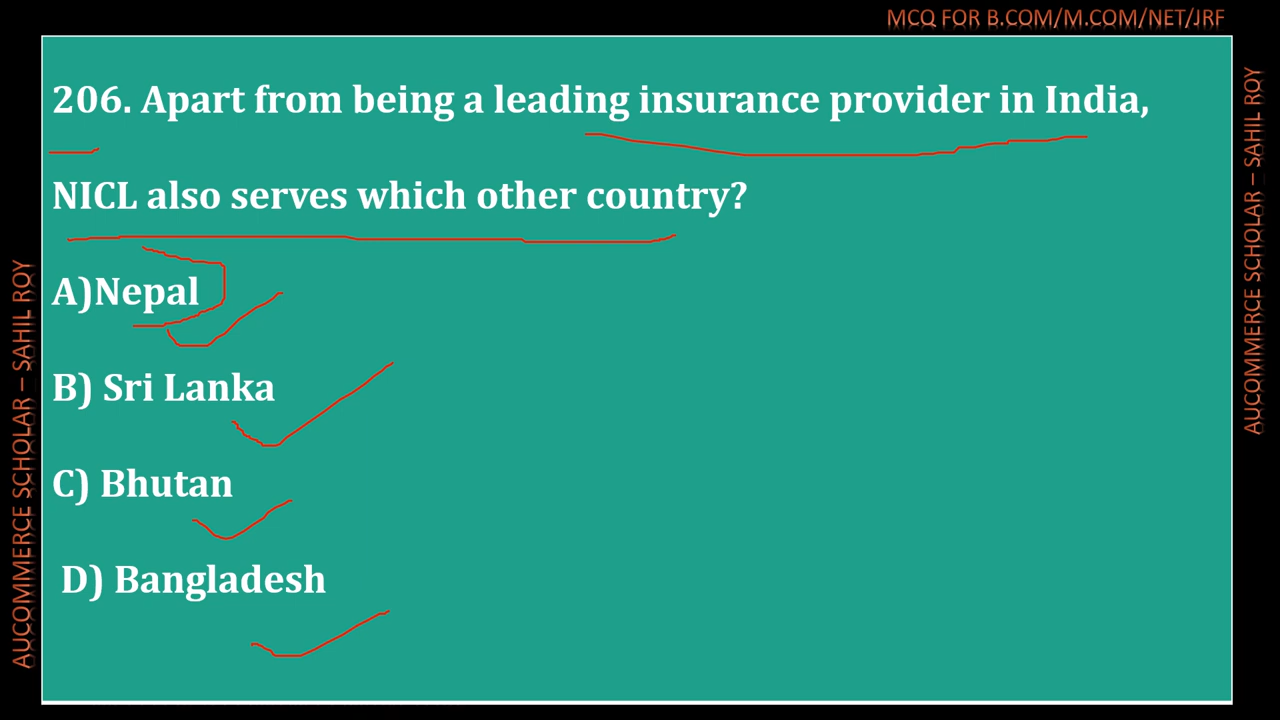 MCQ FOR B.COM/M.COM/NET/JRF
206. Apart from being a leading insurance provider in India,
NICL also serves which other country?
A)Nepal
B) Sri Lanka
C) Bhutan
D) Bangladesh
AUCOMMERCE SCHOLAR – SAHIL ROY
AUCOMMERCE SCHOLAR – SAHIL ROY